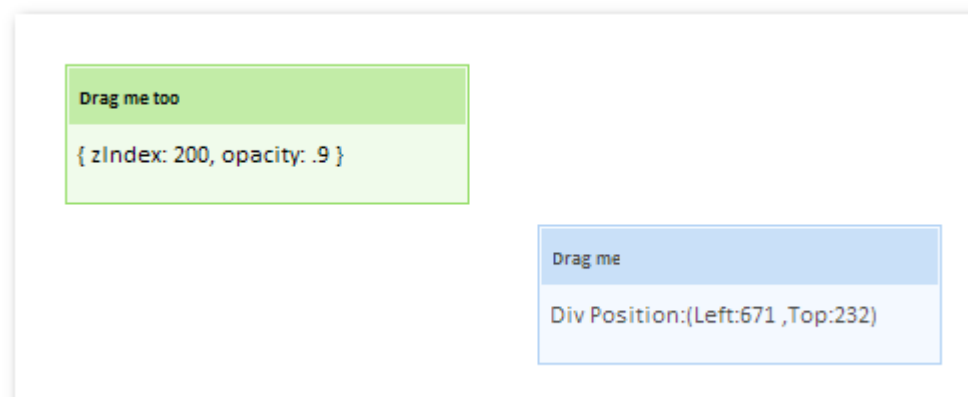 Drag me too
{ zIndex: 200, opacity: .9 }
Drag me
Div Position:(Left:671 ,Top:232)